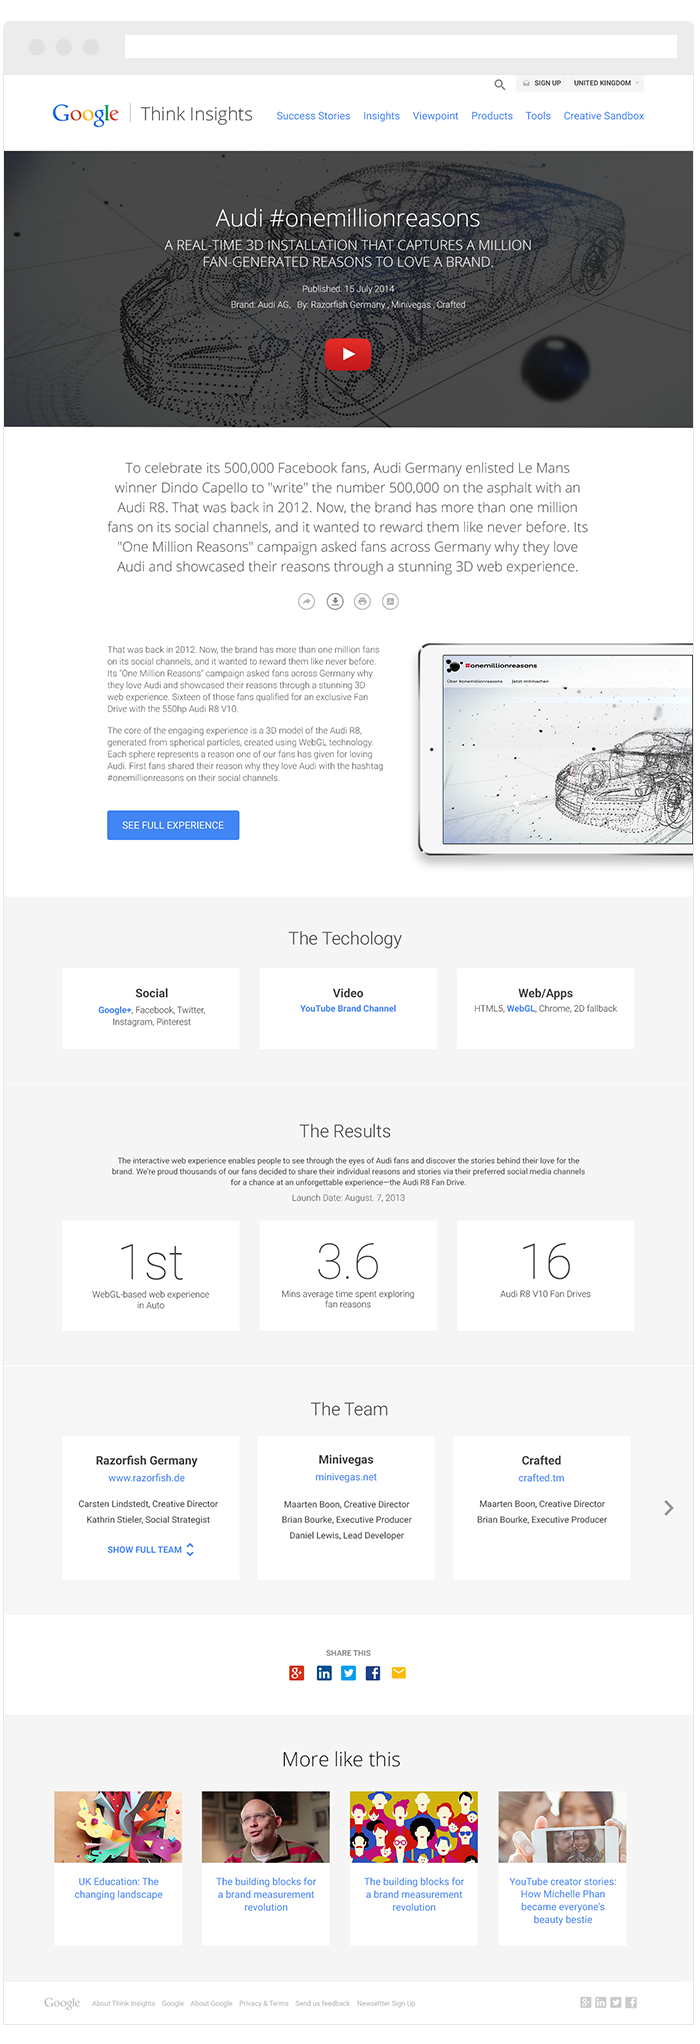 SIGN UP UNITED KINGDOM
Google Think Insights Success Stories Insights Viewpoint Products Tools Creative Sandbox
Audi #onemillionreasons
A REAL-TIME 3D INSTALLATION THAT CAPTURES A MILLION
FAN-GENERATED REASONS TO LOVE A BRAND.
Published. 15 July 2014
Brand: Audi AG, By: Razorfish Germany , Minivegas , Crafted
To celebrate its 500,000 Facebook fans, Audi Germany enlisted Le Mans
winner Dindo Capello to "write" the number 500,000 on the asphalt with an
Audi R8. That was back in 2012. Now, the brand has more than one million
fans on its social channels, and it wanted to reward them like never before. Its
"One Million Reasons" campaign asked fans across Germany why they love
Audi and showcased their reasons through a stunning 3D web experience.
That was back in 2012. Now, the brand has more than one million fans
on its social channels, and it wanted to reward them like never before.
Its "One Million Reasons" campaign asked fans across Germany why
they love Audi and showcased their reasons through a stunning 3D
web experience. Sixteen of those fans qualified for an exclusive Fan
Drive with the 550hp Audi R8 V10.
The core of the engaging experience is a 3D model of the Audi R8,
generated from spherical particles, created using WebGL technology.
Each sphere represents a reason one of our fans has given for loving
Audi. First fans shared their reason why they love Audi with the hashtag
#onemillionreasons on their social channels.
SEE FULL EXPERIENCE
#onemillionreasons
Über #onemillionreasons Jetzt mitmachen
The Techology
Social
Google+, Facebook, Twitter,
Instagram, Pinterest
Video
YouTube Brand Channel
Web/Apps
HTML5, WebGL, Chrome, 2D fallback
The Results
The interactive web experience enables people to see through the eyes of Audi fans and discover the stories behind their love for the
brand. We're proud thousands of our fans decided to share their individual reasons and stories via their preferred social media channels
for a chance at an unforgettable experience—the Audi R8 Fan Drive.
Launch Date: August. 7, 2013
1st
WebGL-based web experience
in Auto
3.6
Mins average time spent exploring
fan reasons
16
Audi R8 V10 Fan Drives
The Team
Razorfish Germany
www.razorfish.de
Carsten Lindstedt, Creative Director
Kathrin Stieler, Social Strategist
SHOW FULL TEAM
Minivegas
minivegas.net
Maarten Boon, Creative Director
Brian Bourke, Executive Producer
Daniel Lewis, Lead Developer
Crafted
crafted.tm
Maarten Boon, Creative Director
Brian Bourke, Executive Producer
SHARE THIS
More like this
UK Education: The
changing landscape
The building blocks for
a brand measurement
revolution
The building blocks for
a brand measurement
revolution
YouTube creator stories:
How Michelle Phan
became everyone's
beauty bestie
Google About Think Insights Google About Google Privacy & Terms Send us feedback Newseltter Sign Up